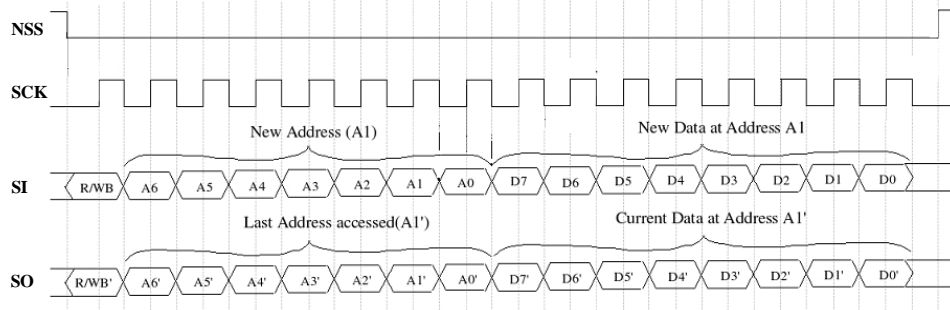 NSS
SCK
New Address (A1) New Data at Address A1
SI R/WB A6 A5 A4 A3 A2 A1 A0 D7 D6 D5 D4 D3 D2 D1 D0
Last Address accessed(A1') Current Data at Address A1'
SO R/WB' A6' A5' A4' A3' A2' A1' A0' D7' D6' D5' D4' D3' D2' D1' D0'